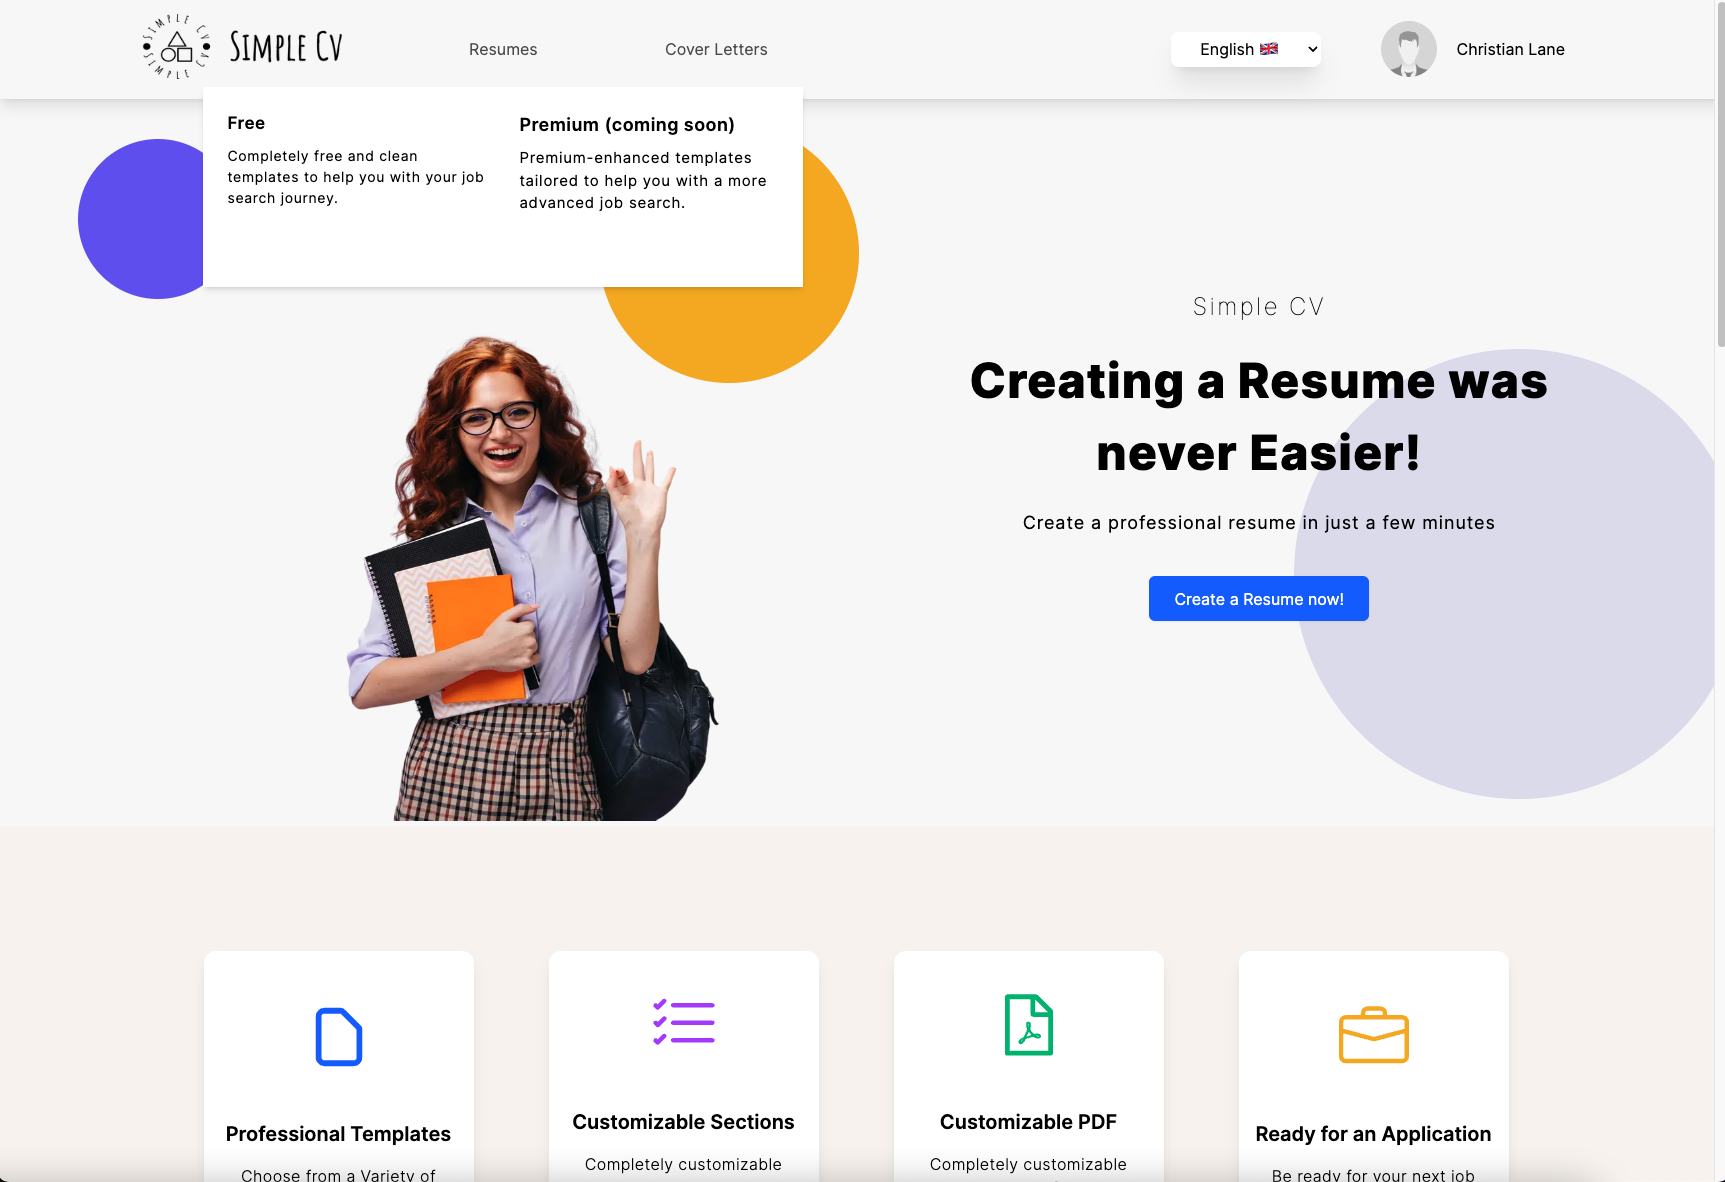 SIMPLE CV SIMPLE CV
SIMPLE CV
Resumes
Cover Letters
English 🇬🇧
Christian Lane
Free
Completely free and clean
templates to help you with your job
search journey.
Premium (coming soon)
Premium-enhanced templates
tailored to help you with a more
advanced job search.
Simple CV
Creating a Resume was
never Easier!
Create a professional resume in just a few minutes
Create a Resume now!
Professional Templates
Choose from a Variety of
Customizable Sections
Completely customizable
Customizable PDF
Completely customizable
Ready for an Application
Be ready for your next job